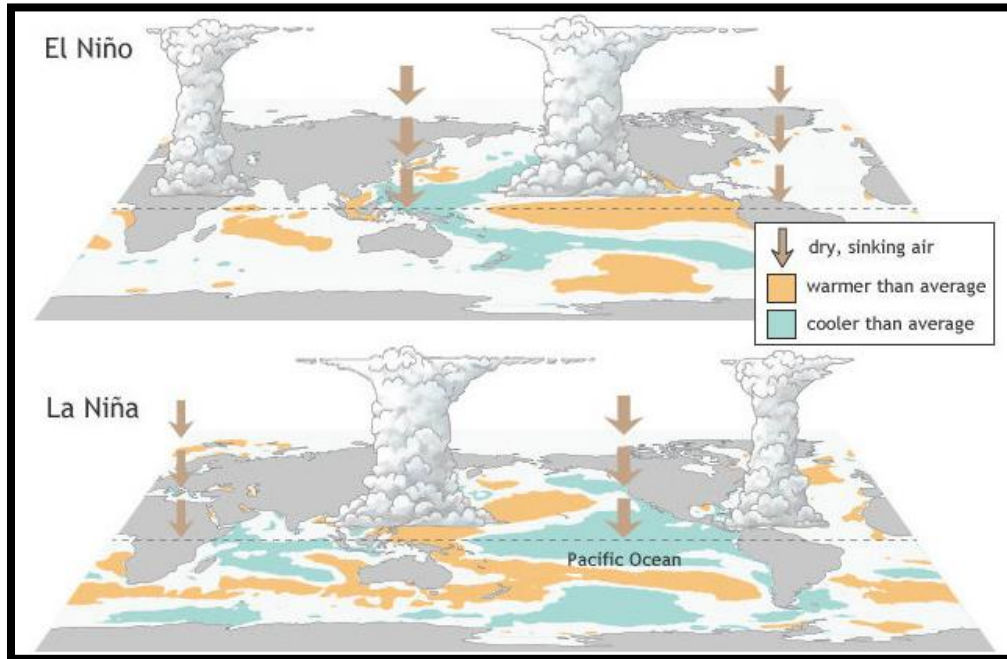 El Niño
dry, sinking air
warmer than average
cooler than average
La Niña
Pacific Ocean